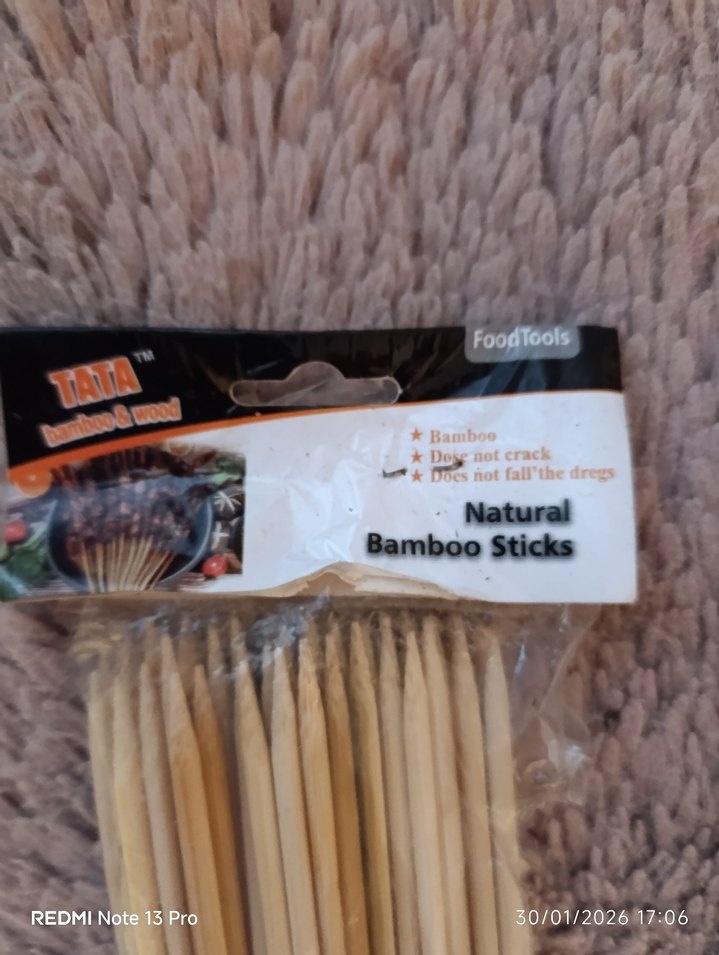 FoodTools
TATA™
bamboo & wood
★ Bamboo
★ Dose not crack
★ Does not fall'the dregs
Natural
Bamboo Sticks
REDMI Note 13 Pro
30/01/2026 17:06